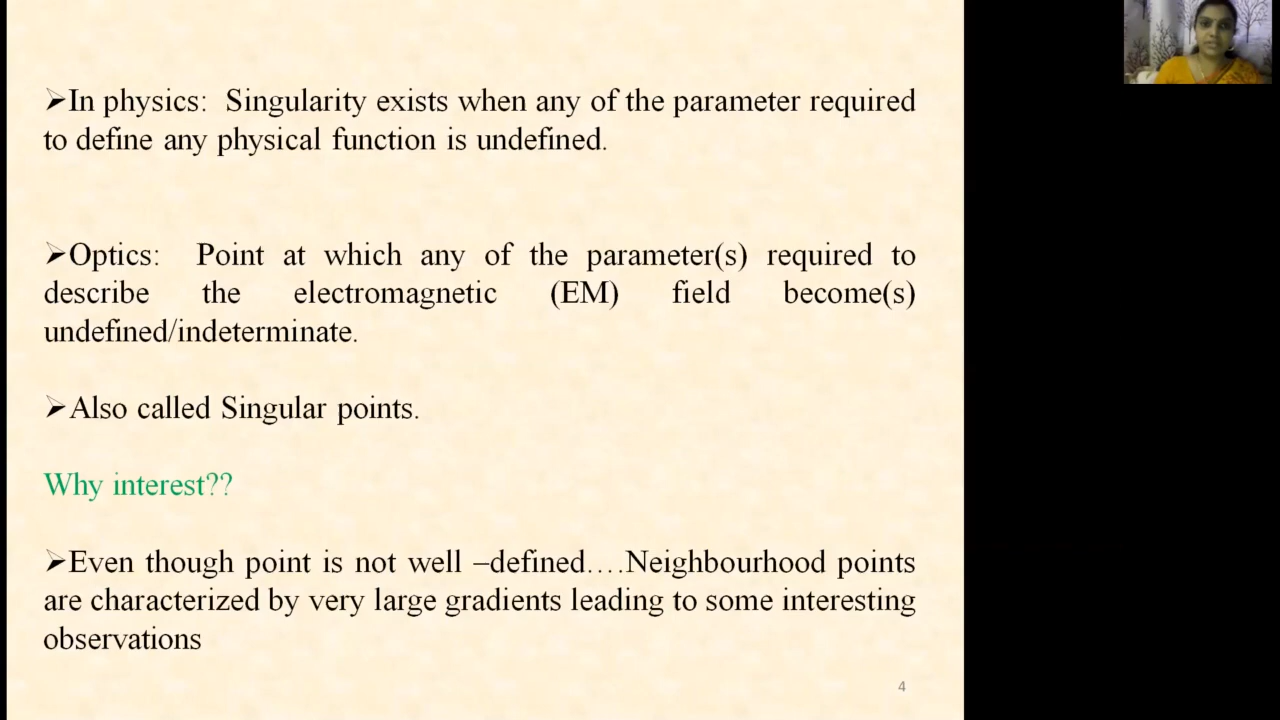 ➢In physics: Singularity exists when any of the parameter required
to define any physical function is undefined.
➢Optics: Point at which any of the parameter(s) required to
describe the electromagnetic (EM) field become(s)
undefined/indeterminate.
➢Also called Singular points.
Why interest??
➢Even though point is not well –defined….Neighbourhood points
are characterized by very large gradients leading to some interesting
observations
4